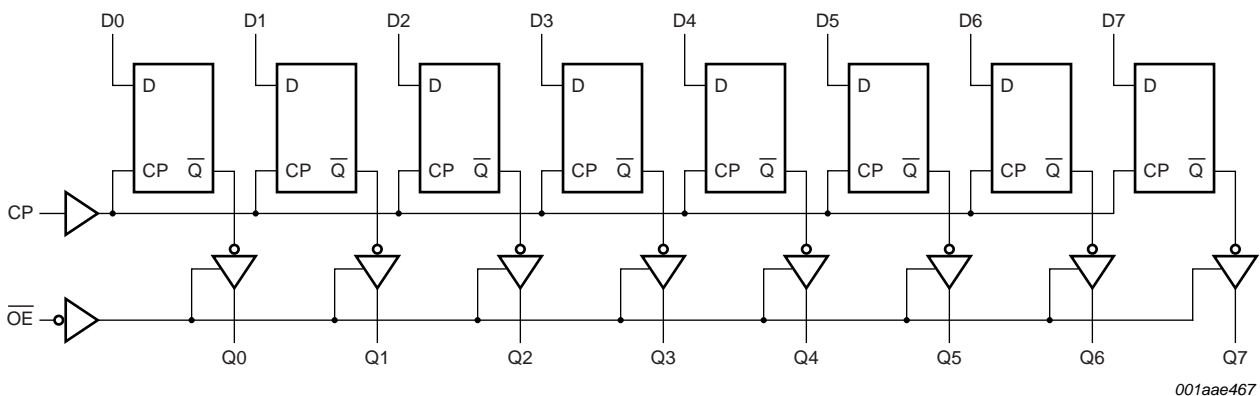 D0 D1 D2 D3 D4 D5 D6 D7
D D D D D D D D
CP Q̅ CP Q̅ CP Q̅ CP Q̅ CP Q̅ CP Q̅ CP Q̅ CP Q̅
CP
O̅E̅
Q0 Q1 Q2 Q3 Q4 Q5 Q6 Q7
001aae467